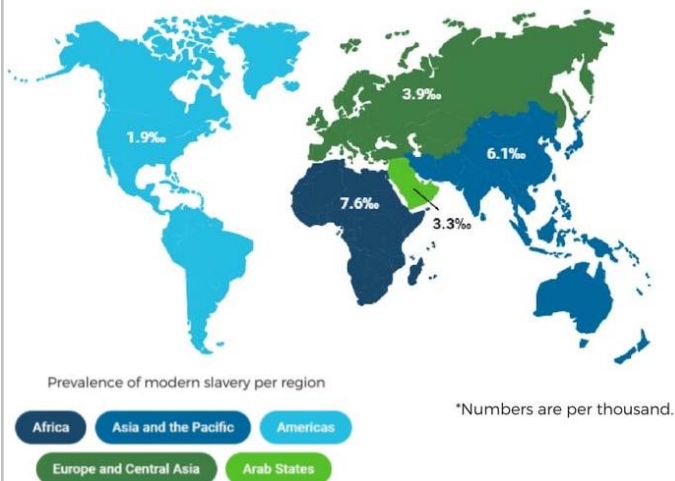 3.9‰
1.9‰
6.1‰
7.6‰
3.3‰
Prevalence of modern slavery per region
*Numbers are per thousand.
Africa
Asia and the Pacific
Americas
Europe and Central Asia
Arab States